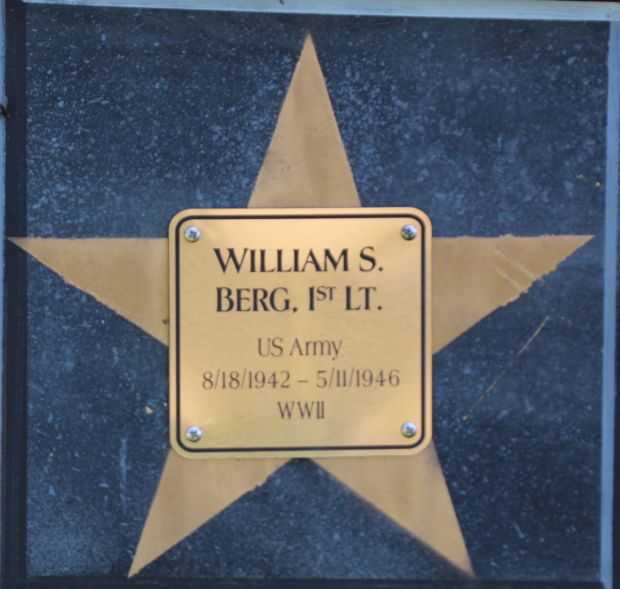 WILLIAM S.
BERG, 1ST LT.
US Army
8/18/1942 – 5/11/1946
WWII